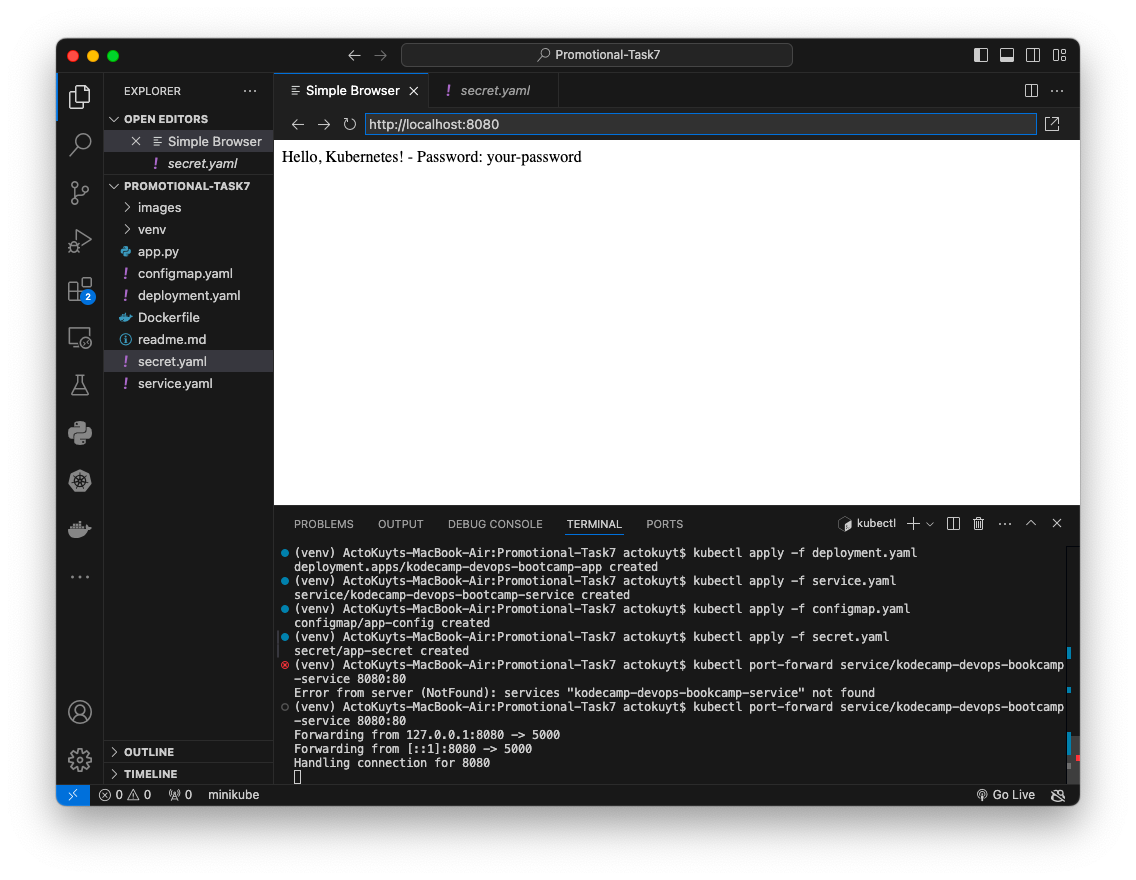 Promotional-Task7
EXPLORER
OPEN EDITORS
Simple Browser
! secret.yaml
PROMOTIONAL-TASK7
images
venv
app.py
! configmap.yaml
! deployment.yaml
Dockerfile
readme.md
! secret.yaml
! service.yaml
OUTLINE
TIMELINE
2
Simple Browser
! secret.yaml
http://localhost:8080
Hello, Kubernetes! - Password: your-password
PROBLEMS OUTPUT DEBUG CONSOLE TERMINAL PORTS
kubectl
(venv) ActoKuyts-MacBook-Air:Promotional-Task7 actokuyt$ kubectl apply -f deployment.yaml
deployment.apps/kodecamp-devops-bootcamp-app created
(venv) ActoKuyts-MacBook-Air:Promotional-Task7 actokuyt$ kubectl apply -f service.yaml
service/kodecamp-devops-bootcamp-service created
(venv) ActoKuyts-MacBook-Air:Promotional-Task7 actokuyt$ kubectl apply -f configmap.yaml
configmap/app-config created
(venv) ActoKuyts-MacBook-Air:Promotional-Task7 actokuyt$ kubectl apply -f secret.yaml
secret/app-secret created
(venv) ActoKuyts-MacBook-Air:Promotional-Task7 actokuyt$ kubectl port-forward service/kodecamp-devops-bookcamp
-service 8080:80
Error from server (NotFound): services "kodecamp-devops-bookcamp-service" not found
(venv) ActoKuyts-MacBook-Air:Promotional-Task7 actokuyt$ kubectl port-forward service/kodecamp-devops-bootcamp
-service 8080:80
Forwarding from 127.0.0.1:8080 -> 5000
Forwarding from [::1]:8080 -> 5000
Handling connection for 8080
0 0 0 minikube
Go Live